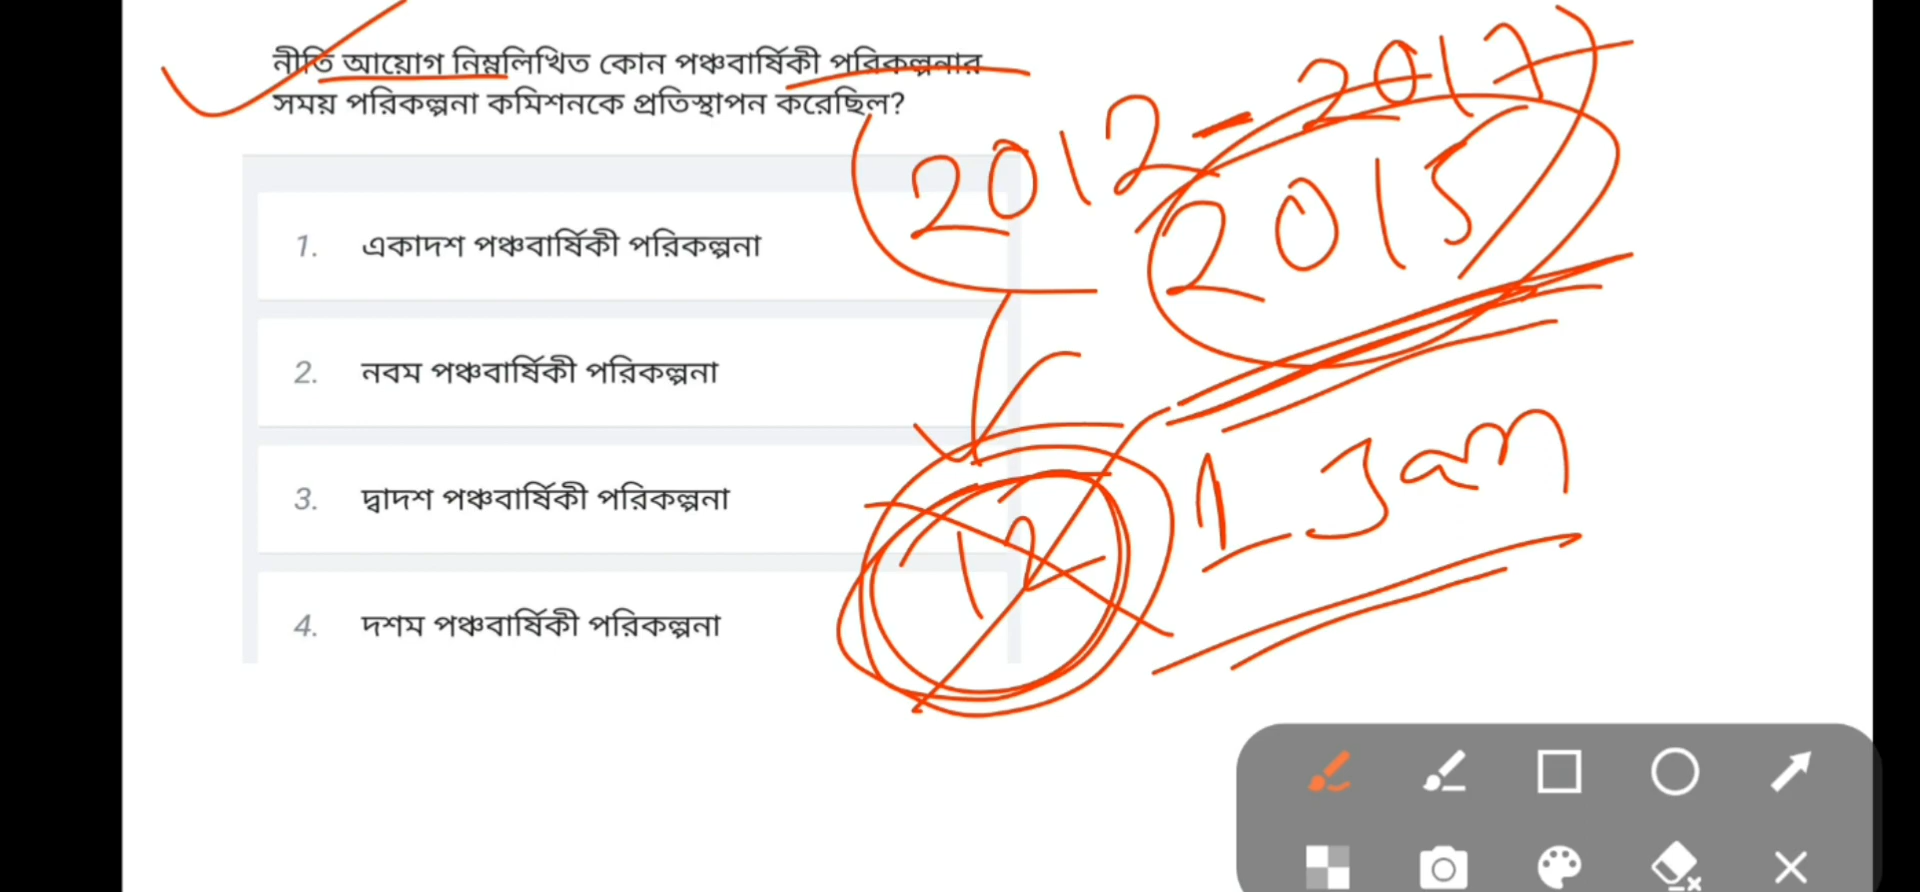 নীতি আয়োগ নিম্নলিখিত কোন পঞ্চবার্ষিকী পরিকল্পনার
সময় পরিকল্পনা কমিশনকে প্রতিস্থাপন করেছিল?
2012-2017
2015
1. একাদশ পঞ্চবার্ষিকী পরিকল্পনা
2. নবম পঞ্চবার্ষিকী পরিকল্পনা
3. দ্বাদশ পঞ্চবার্ষিকী পরিকল্পনা
12
1 Jan
4. দশম পঞ্চবার্ষিকী পরিকল্পনা